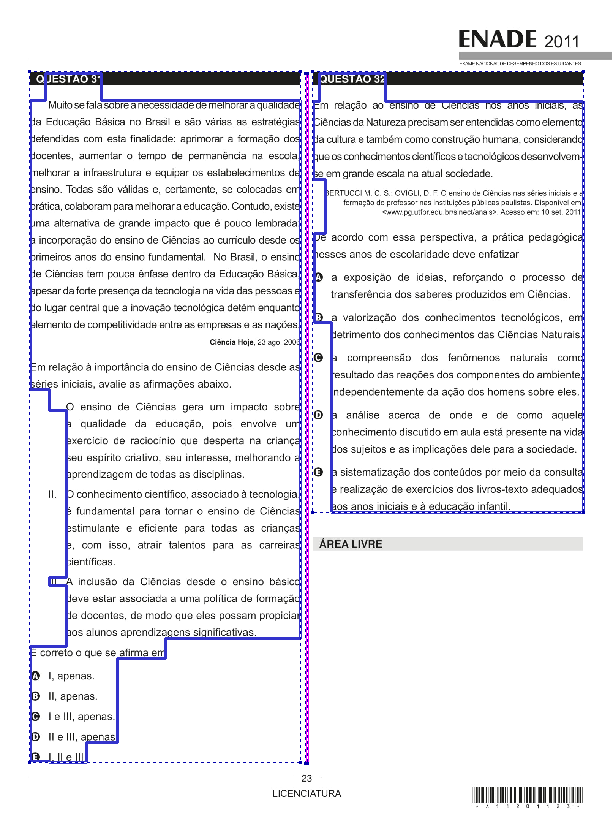 ENADE 2011
EXAME NACIONAL DE DESEMPENHO DOS ESTUDANTES
QUESTÃO 31
Muito se fala sobre a necessidade de melhorar a qualidade
da Educação Básica no Brasil e são várias as estratégias
defendidas com esta finalidade: aprimorar a formação dos
docentes, aumentar o tempo de permanência na escola,
melhorar a infraestrutura e equipar os estabelecimentos de
ensino. Todas são válidas e, certamente, se colocadas em
prática, colaboram para melhorar a educação. Contudo, existe
uma alternativa de grande impacto que é pouco lembrada:
a incorporação do ensino de Ciências ao currículo desde os
primeiros anos do ensino fundamental. No Brasil, o ensino
de Ciências tem pouca ênfase dentro da Educação Básica,
apesar da forte presença da tecnologia na vida das pessoas e
do lugar central que a inovação tecnológica detém enquanto
elemento de competitividade entre as empresas e as nações.
Ciência Hoje, 23 ago. 2005
Em relação à importância do ensino de Ciências desde as
séries iniciais, avalie as afirmações abaixo.
O ensino de Ciências gera um impacto sobre
a qualidade da educação, pois envolve um
exercício de raciocínio que desperta na criança
seu espírito criativo, seu interesse, melhorando a
aprendizagem de todas as disciplinas.
II. O conhecimento científico, associado à tecnologia,
é fundamental para tornar o ensino de Ciências
estimulante e eficiente para todas as crianças
e, com isso, atrair talentos para as carreiras
científicas.
III. A inclusão da Ciências desde o ensino básico
deve estar associada a uma política de formação
de docentes, de modo que eles possam propiciar
aos alunos aprendizagens significativas.
É correto o que se afirma em
A I, apenas.
B II, apenas.
C I e III, apenas.
D II e III, apenas.
E I, II e III.
QUESTÃO 32
Em relação ao ensino de Ciências nos anos iniciais, as
Ciências da Natureza precisam ser entendidas como elemento
da cultura e também como construção humana, considerando
que os conhecimentos científicos e tecnológicos desenvolvem-
se em grande escala na atual sociedade.
BERTUCCI M. C. S., OVIGLI, D. F. O ensino de Ciências nas séries iniciais e a
formação do professor nas instituições públicas paulistas. Disponível em:
<www.pg.utfpr.edu.br/sinect/anais>. Acesso em: 10 set. 2011.
De acordo com essa perspectiva, a prática pedagógica
nesses anos de escolaridade deve enfatizar
A a exposição de ideias, reforçando o processo de
transferência dos saberes produzidos em Ciências.
B a valorização dos conhecimentos tecnológicos, em
detrimento dos conhecimentos das Ciências Naturais.
C a compreensão dos fenômenos naturais como
resultado das reações dos componentes do ambiente,
independentemente da ação dos homens sobre eles.
D a análise acerca de onde e de como aquele
conhecimento discutido em aula está presente na vida
dos sujeitos e as implicações dele para a sociedade.
E a sistematização dos conteúdos por meio da consulta
e realização de exercícios dos livros-texto adequados
aos anos iniciais e à educação infantil.
ÁREA LIVRE
23
LICENCIATURA